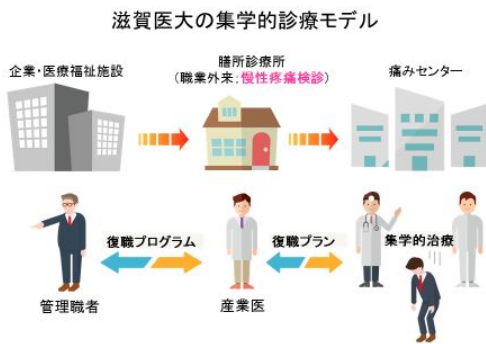 滋賀医大の集学的診療モデル
企業・医療福祉施設
膳所診療所
(職業外来:慢性疼痛検診)
痛みセンター
復職プログラム
復職プラン
集学的治療
管理職者
産業医